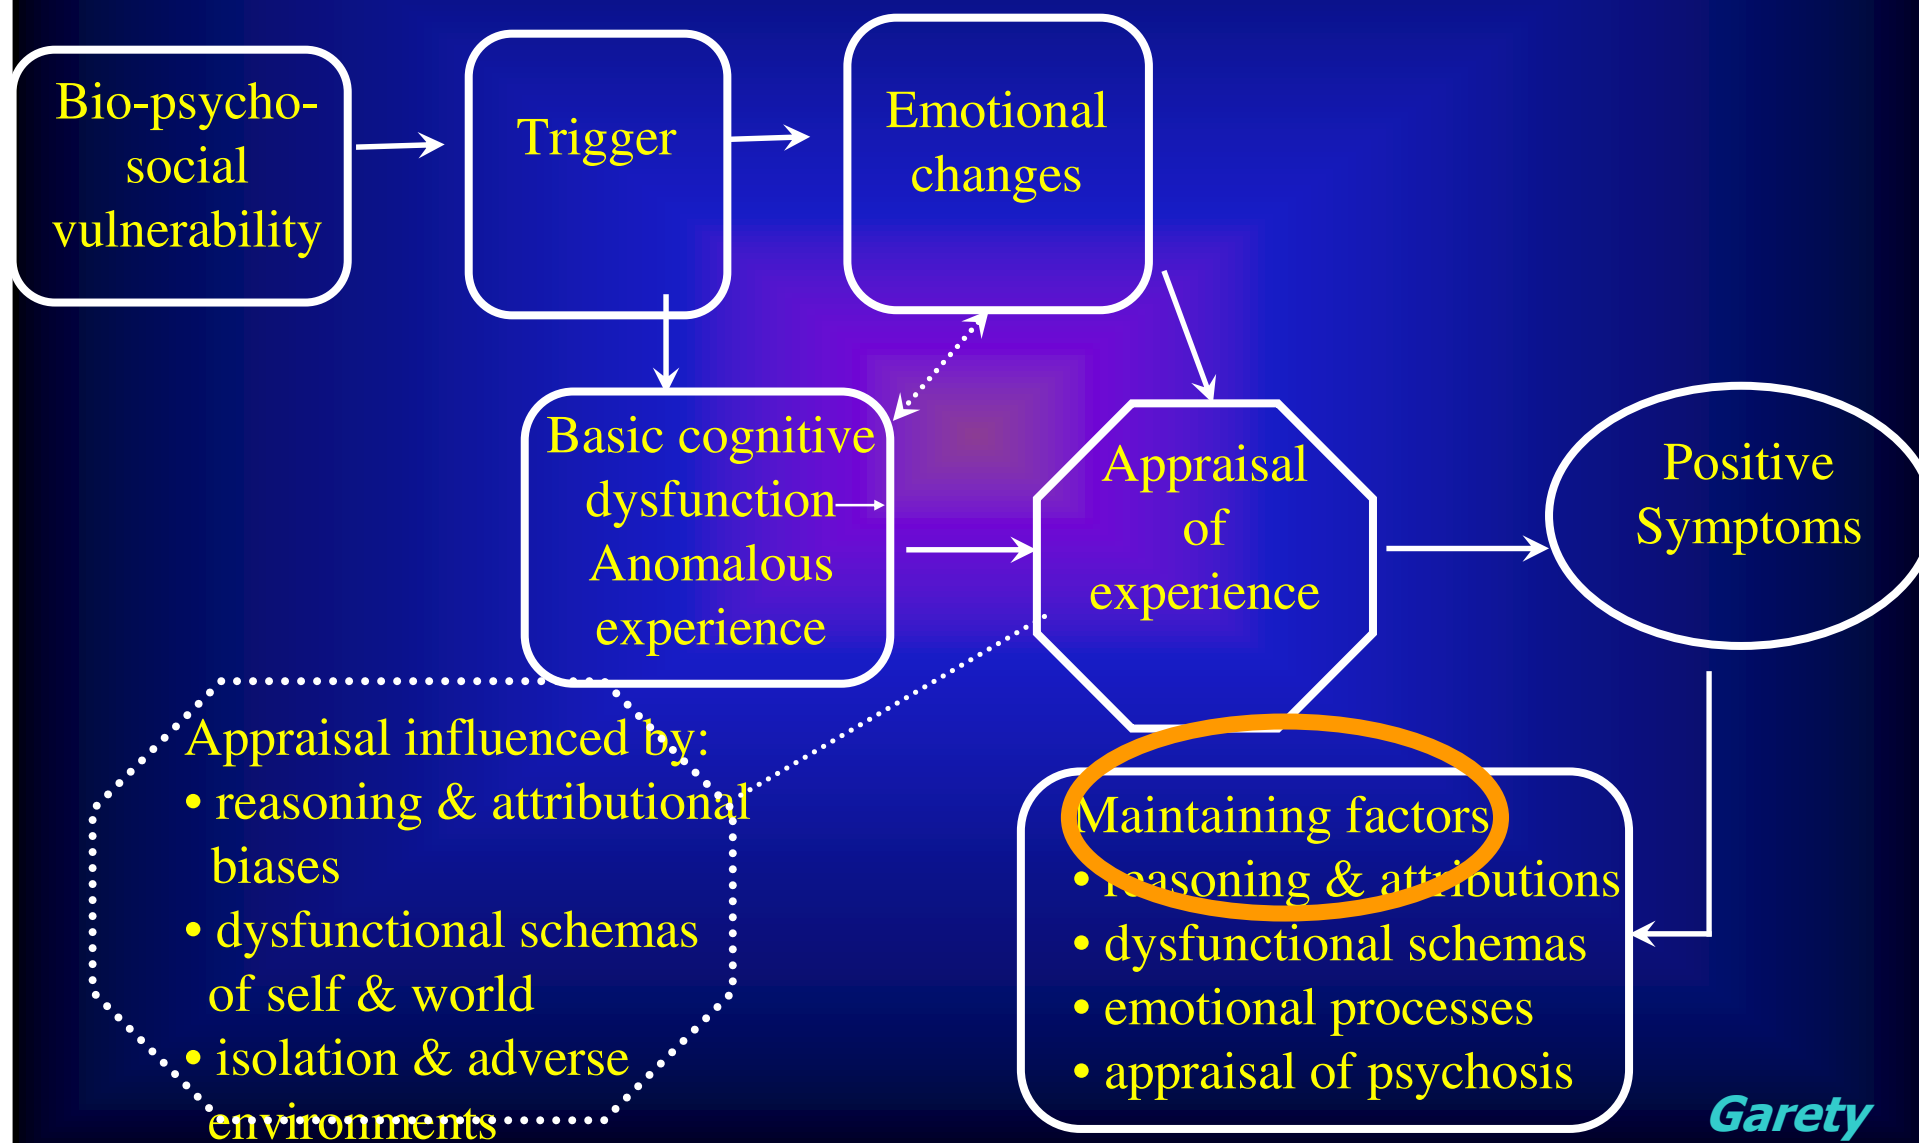 Bio-psycho-
social
vulnerability
Trigger
Emotional
changes
Basic cognitive
dysfunction
Anomalous
experience
Appraisal
of
experience
Positive
Symptoms
Appraisal influenced by:
• reasoning & attributional
biases
• dysfunctional schemas
of self & world
• isolation & adverse
environments
Maintaining factors
• reasoning & attributions
• dysfunctional schemas
• emotional processes
• appraisal of psychosis
Garety